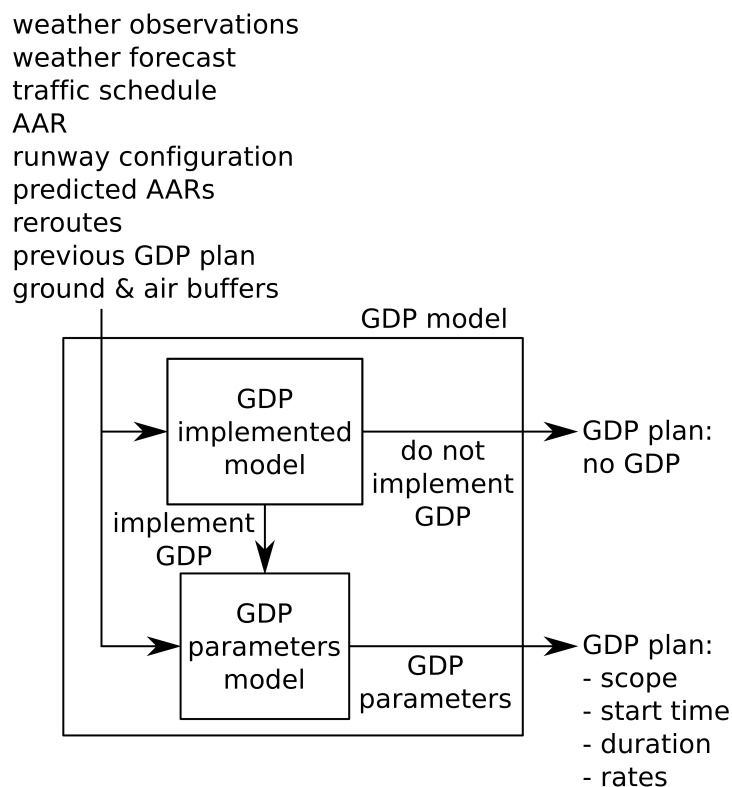 weather observations
weather forecast
traffic schedule
AAR
runway configuration
predicted AARs
reroutes
previous GDP plan
ground & air buffers
GDP model
GDP
implemented
model
do not
implement
GDP
GDP plan:
no GDP
implement
GDP
GDP
parameters
model
GDP
parameters
GDP plan:
- scope
- start time
- duration
- rates